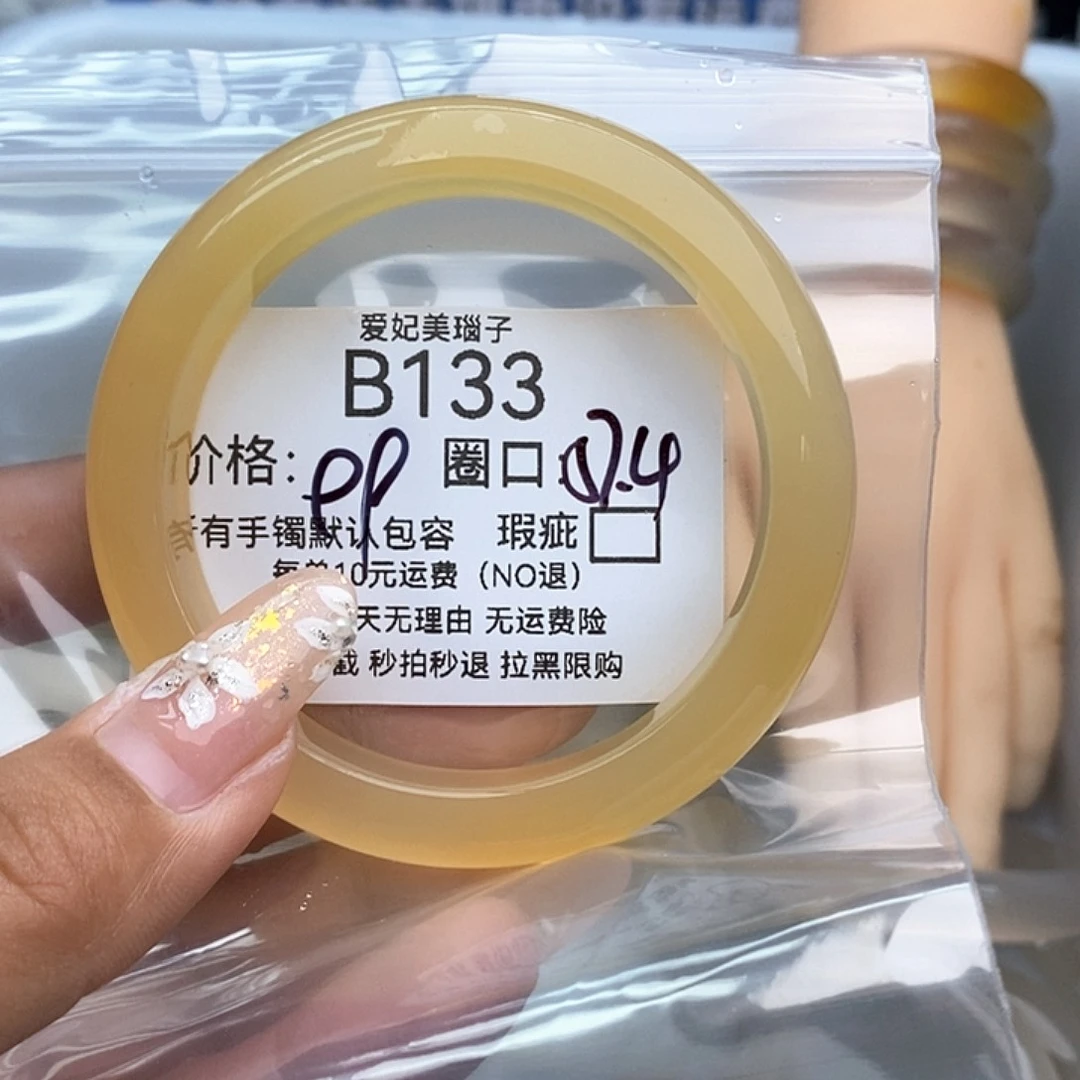 爱妃美瑙子
B133
价格: 圈口:
所有手镯默认包容 瑕疵
每单10元运费（NO退）
天无理由 无运费险
戳 秒拍秒退 拉黑限购